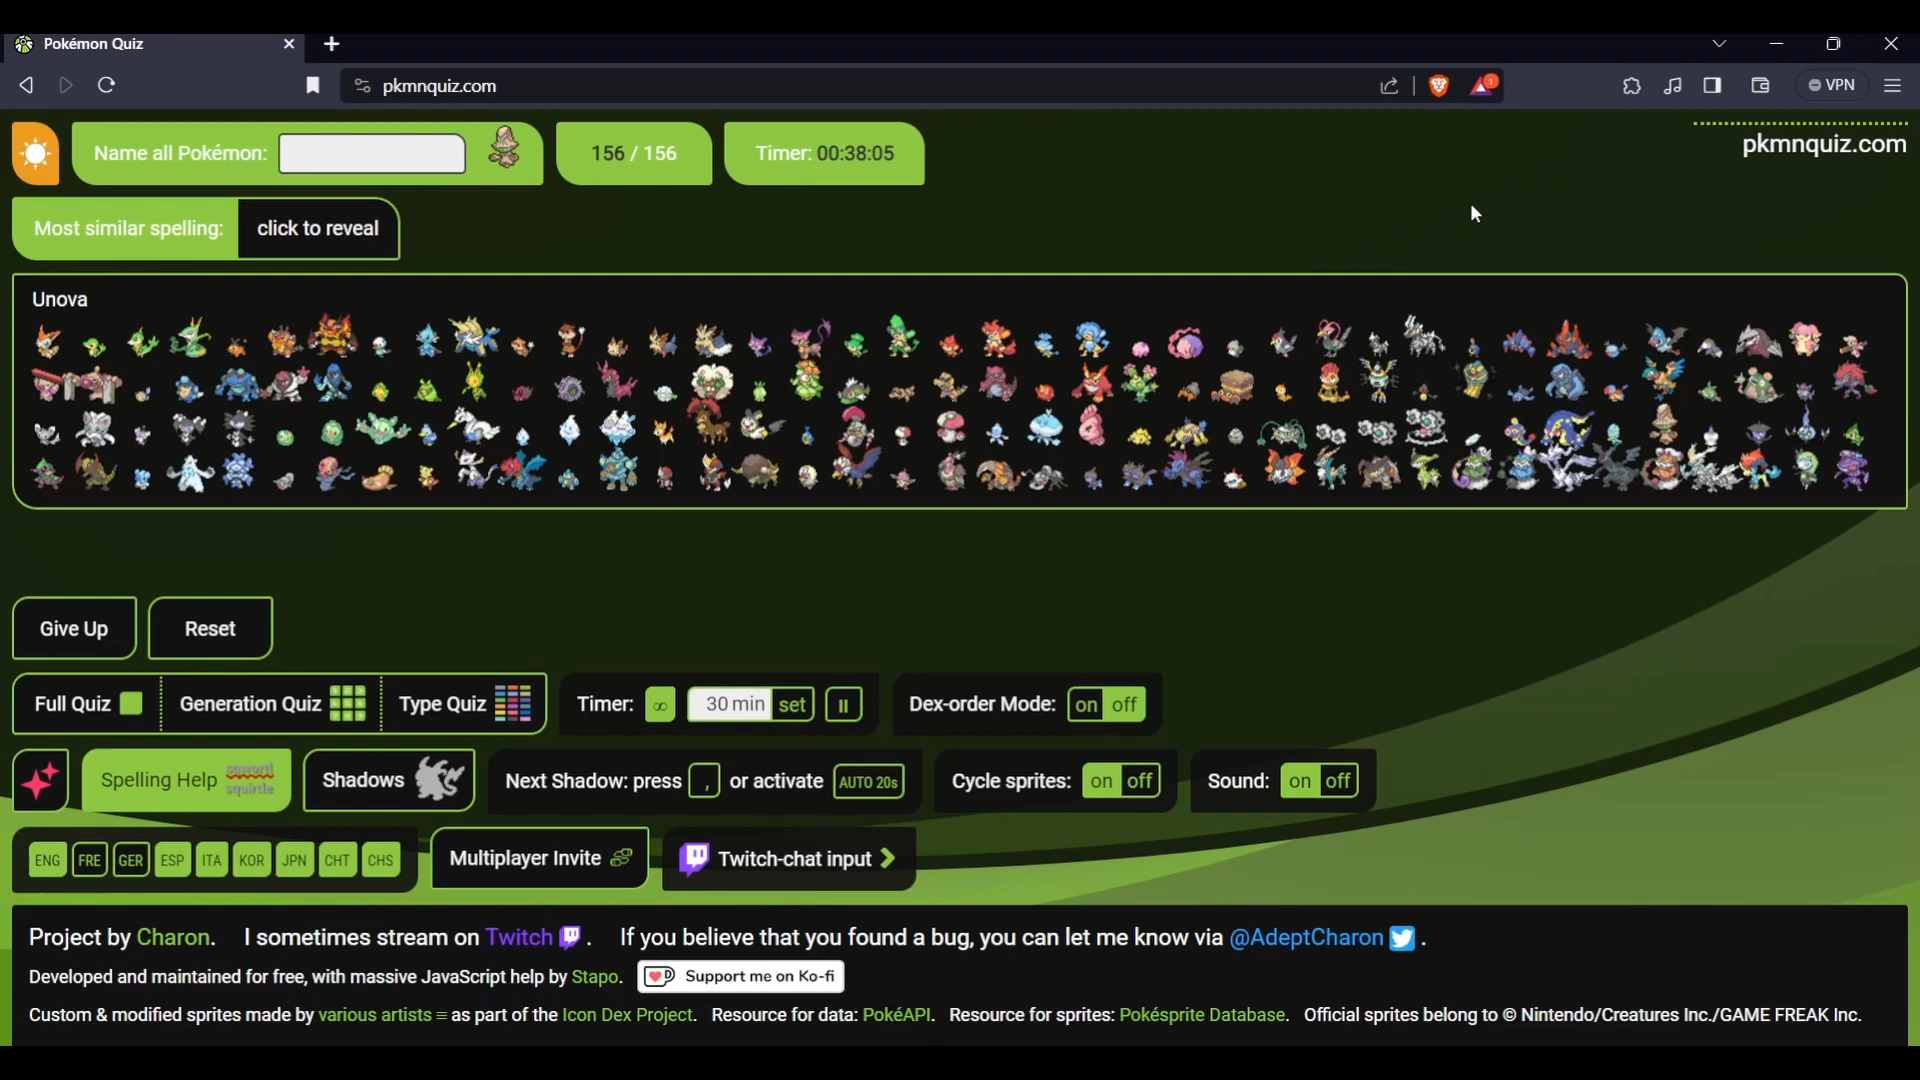 Pokémon Quiz
pkmnquiz.com
1
VPN
Name all Pokémon:
156 / 156
Timer: 00:38:05
pkmnquiz.com
Most similar spelling: click to reveal
Unova
Give Up
Reset
Full Quiz
Generation Quiz
Type Quiz
Timer: ∞ 30 min set
Dex-order Mode: on off
Spelling Help
squirtle
Shadows
Next Shadow: press , or activate AUTO 20s
Cycle sprites: on off
Sound: on off
ENG FRE GER ESP ITA KOR JPN CHT CHS
Multiplayer Invite
Twitch-chat input
Project by Charon. I sometimes stream on Twitch . If you believe that you found a bug, you can let me know via @AdeptCharon .
Developed and maintained for free, with massive JavaScript help by Stapo. Support me on Ko-fi
Custom & modified sprites made by various artists ≡ as part of the Icon Dex Project. Resource for data: PokéAPI. Resource for sprites: Pokésprite Database. Official sprites belong to © Nintendo/Creatures Inc./GAME FREAK Inc.